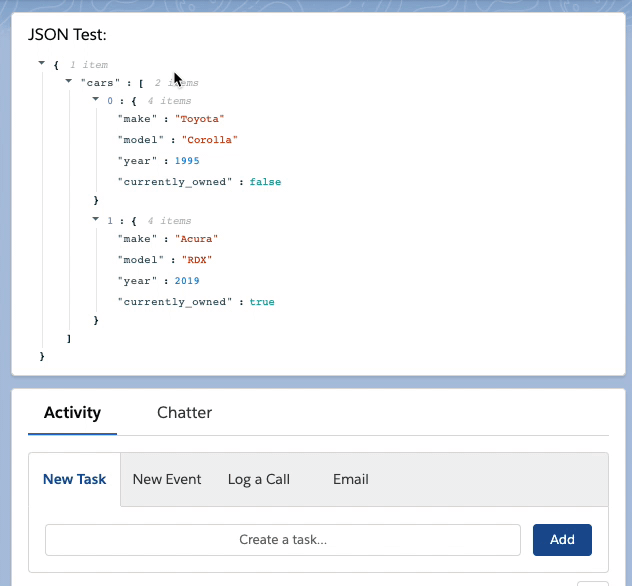 JSON Test:
{ 1 item
"cars" : [ 2 items
0 : { 4 items
"make" : "Toyota"
"model" : "Corolla"
"year" : 1995
"currently_owned" : false
}
1 : { 4 items
"make" : "Acura"
"model" : "RDX"
"year" : 2019
"currently_owned" : true
}
]
}
Activity Chatter
New Task New Event Log a Call Email
Create a task... Add